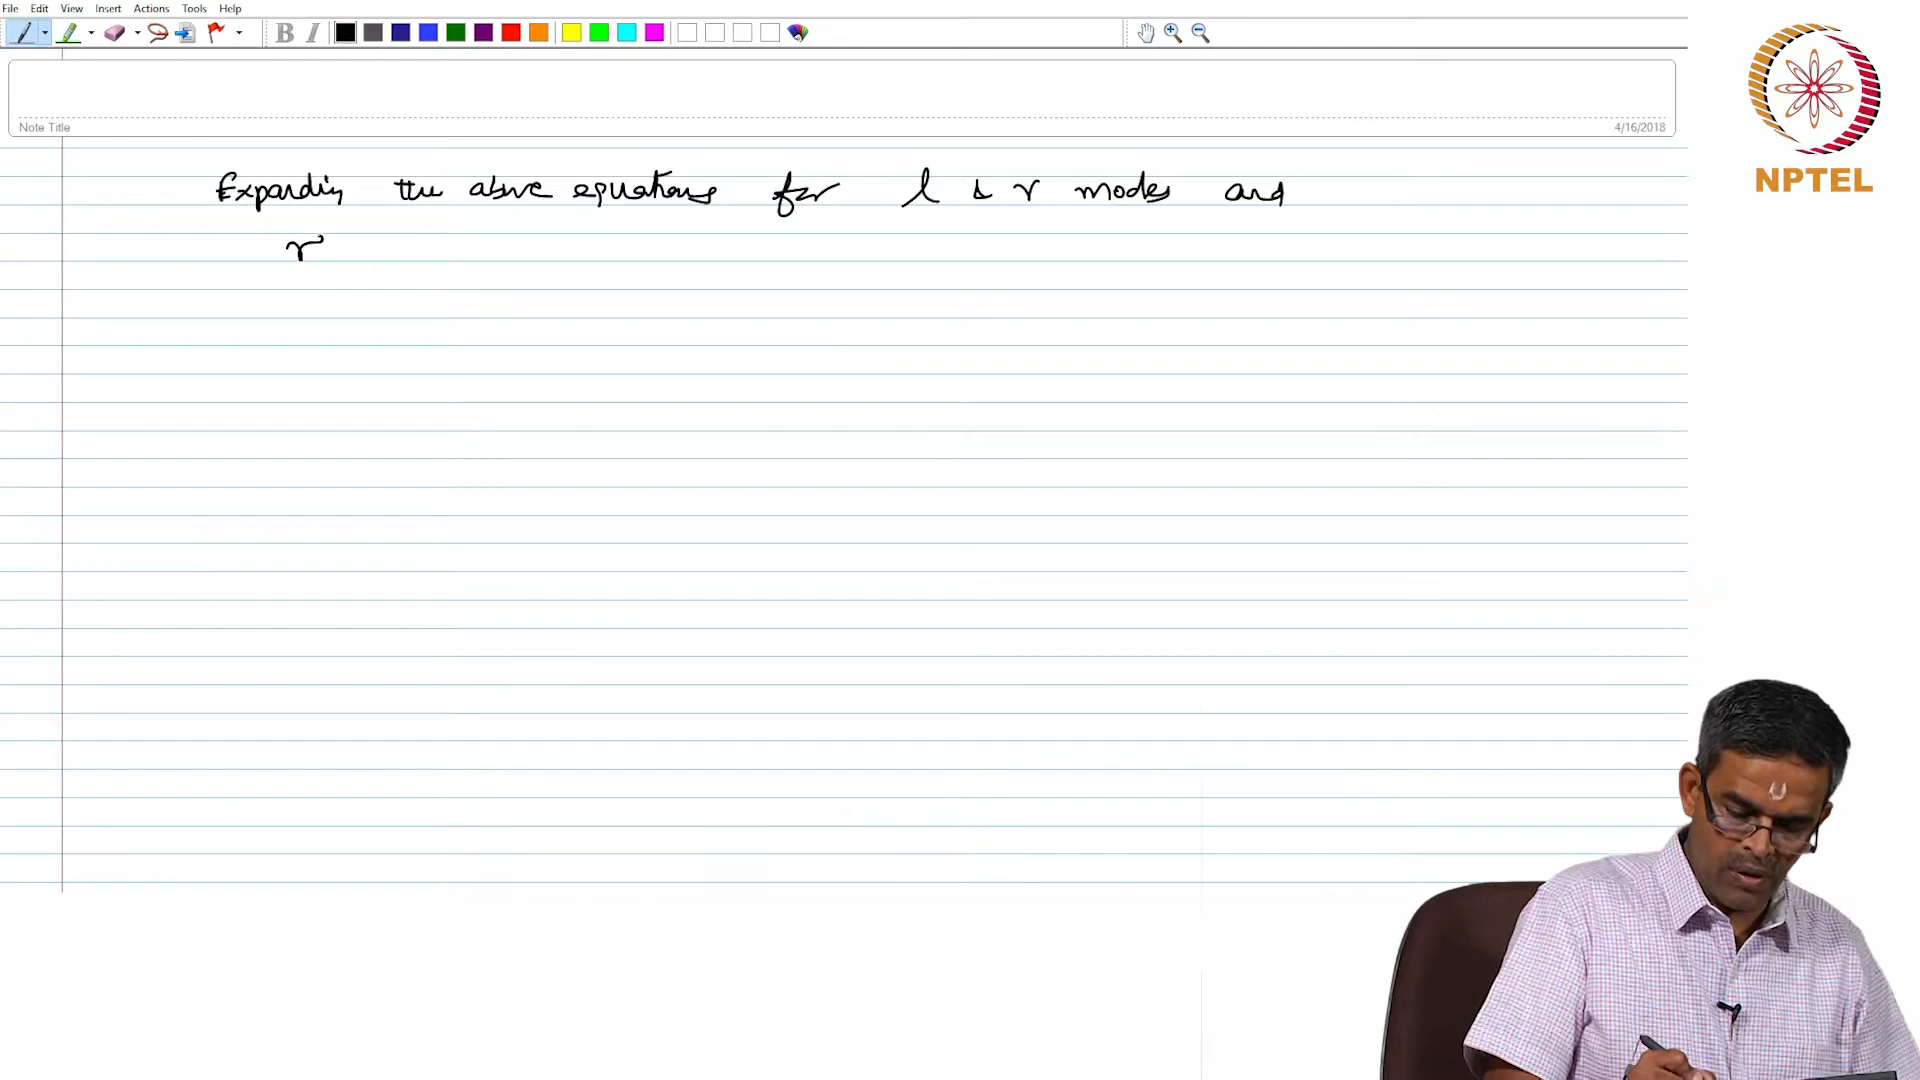 File Edit View Insert Actions Tools Help
B I
NPTEL
Note Title 4/16/2018
Expanding the above equations for l & r modes and
r